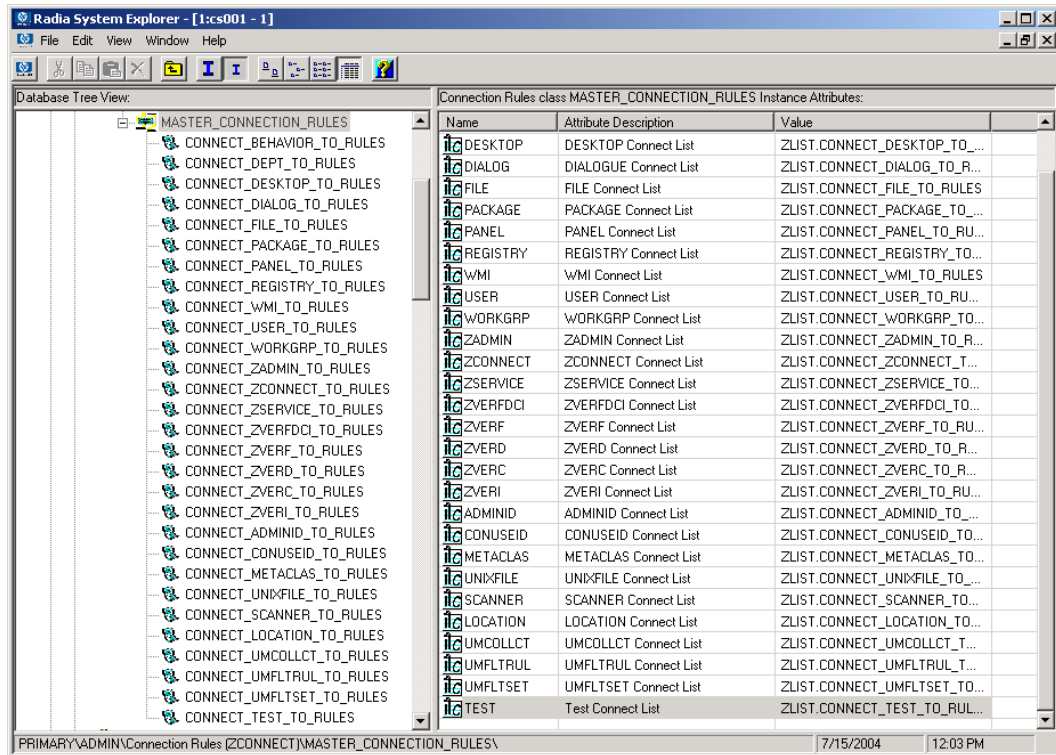 Radia System Explorer - [1:cs001 - 1]
File Edit View Window Help
Database Tree View:
MASTER_CONNECTION_RULES
CONNECT_BEHAVIOR_TO_RULES
CONNECT_DEPT_TO_RULES
CONNECT_DESKTOP_TO_RULES
CONNECT_DIALOG_TO_RULES
CONNECT_FILE_TO_RULES
CONNECT_PACKAGE_TO_RULES
CONNECT_PANEL_TO_RULES
CONNECT_REGISTRY_TO_RULES
CONNECT_WMI_TO_RULES
CONNECT_USER_TO_RULES
CONNECT_WORKGRP_TO_RULES
CONNECT_ZADMIN_TO_RULES
CONNECT_ZCONNECT_TO_RULES
CONNECT_ZSERVICE_TO_RULES
CONNECT_ZVERFDCI_TO_RULES
CONNECT_ZVERF_TO_RULES
CONNECT_ZVERD_TO_RULES
CONNECT_ZVERC_TO_RULES
CONNECT_ZVERI_TO_RULES
CONNECT_ADMINID_TO_RULES
CONNECT_CONUSEID_TO_RULES
CONNECT_METACLAS_TO_RULES
CONNECT_UNIXFILE_TO_RULES
CONNECT_SCANNER_TO_RULES
CONNECT_LOCATION_TO_RULES
CONNECT_UMCOLLCT_TO_RULES
CONNECT_UMFLTRUL_TO_RULES
CONNECT_UMFLTSET_TO_RULES
CONNECT_TEST_TO_RULES
Connection Rules class MASTER_CONNECTION_RULES Instance Attributes:
Name Attribute Description Value
DESKTOP DESKTOP Connect List ZLIST.CONNECT_DESKTOP_TO_...
DIALOG DIALOGUE Connect List ZLIST.CONNECT_DIALOG_TO_R...
FILE FILE Connect List ZLIST.CONNECT_FILE_TO_RULES
PACKAGE PACKAGE Connect List ZLIST.CONNECT_PACKAGE_TO_...
PANEL PANEL Connect List ZLIST.CONNECT_PANEL_TO_RU...
REGISTRY REGISTRY Connect List ZLIST.CONNECT_REGISTRY_TO...
WMI WMI Connect List ZLIST.CONNECT_WMI_TO_RULES
USER USER Connect List ZLIST.CONNECT_USER_TO_RU...
WORKGRP WORKGRP Connect List ZLIST.CONNECT_WORKGRP_TO...
ZADMIN ZADMIN Connect List ZLIST.CONNECT_ZADMIN_TO_R...
ZCONNECT ZCONNECT Connect List ZLIST.CONNECT_ZCONNECT_T...
ZSERVICE ZSERVICE Connect List ZLIST.CONNECT_ZSERVICE_TO...
ZVERFDCI ZVERFDCI Connect List ZLIST.CONNECT_ZVERFDCI_TO...
ZVERF ZVERF Connect List ZLIST.CONNECT_ZVERF_TO_RU...
ZVERD ZVERD Connect List ZLIST.CONNECT_ZVERD_TO_R...
ZVERC ZVERC Connect List ZLIST.CONNECT_ZVERC_TO_R...
ZVERI ZVERI Connect List ZLIST.CONNECT_ZVERI_TO_RU...
ADMINID ADMINID Connect List ZLIST.CONNECT_ADMINID_TO_...
CONUSEID CONUSEID Connect List ZLIST.CONNECT_CONUSEID_TO...
METACLAS METACLAS Connect List ZLIST.CONNECT_METACLAS_TO...
UNIXFILE UNIXFILE Connect List ZLIST.CONNECT_UNIXFILE_TO_...
SCANNER SCANNER Connect List ZLIST.CONNECT_SCANNER_TO...
LOCATION LOCATION Connect List ZLIST.CONNECT_LOCATION_TO...
UMCOLLCT UMCOLLCT Connect List ZLIST.CONNECT_UMCOLLCT_T...
UMFLTRUL UMFLTRUL Connect List ZLIST.CONNECT_UMFLTRUL_T...
UMFLTSET UMFLTSET Connect List ZLIST.CONNECT_UMFLTSET_TO...
TEST Test Connect List ZLIST.CONNECT_TEST_TO_RUL...
PRIMARY\ADMIN\Connection Rules (ZCONNECT)\MASTER_CONNECTION_RULES\ 7/15/2004 12:03 PM